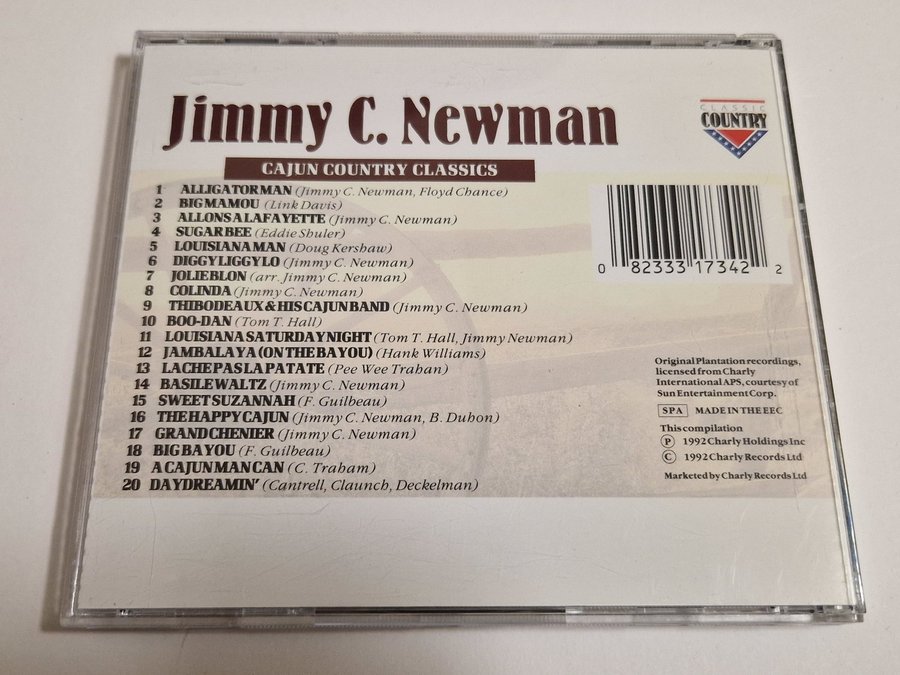 Jimmy C. Newman
CLASSIC
COUNTRY
CAJUN COUNTRY CLASSICS
1 ALLIGATOR MAN (Jimmy C. Newman, Floyd Chance)
2 BIG MAMOU (Link Davis)
3 ALLONS A LAFAYETTE (Jimmy C. Newman)
4 SUGAR BEE (Eddie Shuler)
5 LOUISIANA MAN (Doug Kershaw)
6 DIGGY LIGGY LO (Jimmy C. Newman)
7 JOLIE BLON (arr. Jimmy C. Newman)
8 COLINDA (Jimmy C. Newman)
9 THIBODEAUX & HIS CAJUN BAND (Jimmy C. Newman)
10 BOO-DAN (Tom T. Hall)
11 LOUISIANA SATURDAY NIGHT (Tom T. Hall, Jimmy Newman)
12 JAMBALAYA (ON THE BAYOU) (Hank Williams)
13 LACHE PAS LA PATATE (Pee Wee Trahan)
14 BASILE WALTZ (Jimmy C. Newman)
15 SWEET SUZANNAH (F. Guilbeau)
16 THE HAPPY CAJUN (Jimmy C. Newman, B. Duhon)
17 GRAND CHENIER (Jimmy C. Newman)
18 BIG BAYOU (F. Guilbeau)
19 A CAJUN MAN CAN (C. Traham)
20 DAYDREAMIN' (Cantrell, Claunch, Deckelman)
0 82333 17342 2
Original Plantation recordings,
licensed from Charly
International APS, courtesy of
Sun Entertainment Corp.
SPA MADE IN THE EEC
This compilation
Ⓟ 1992 Charly Holdings Inc
© 1992 Charly Records Ltd
Marketed by Charly Records Ltd